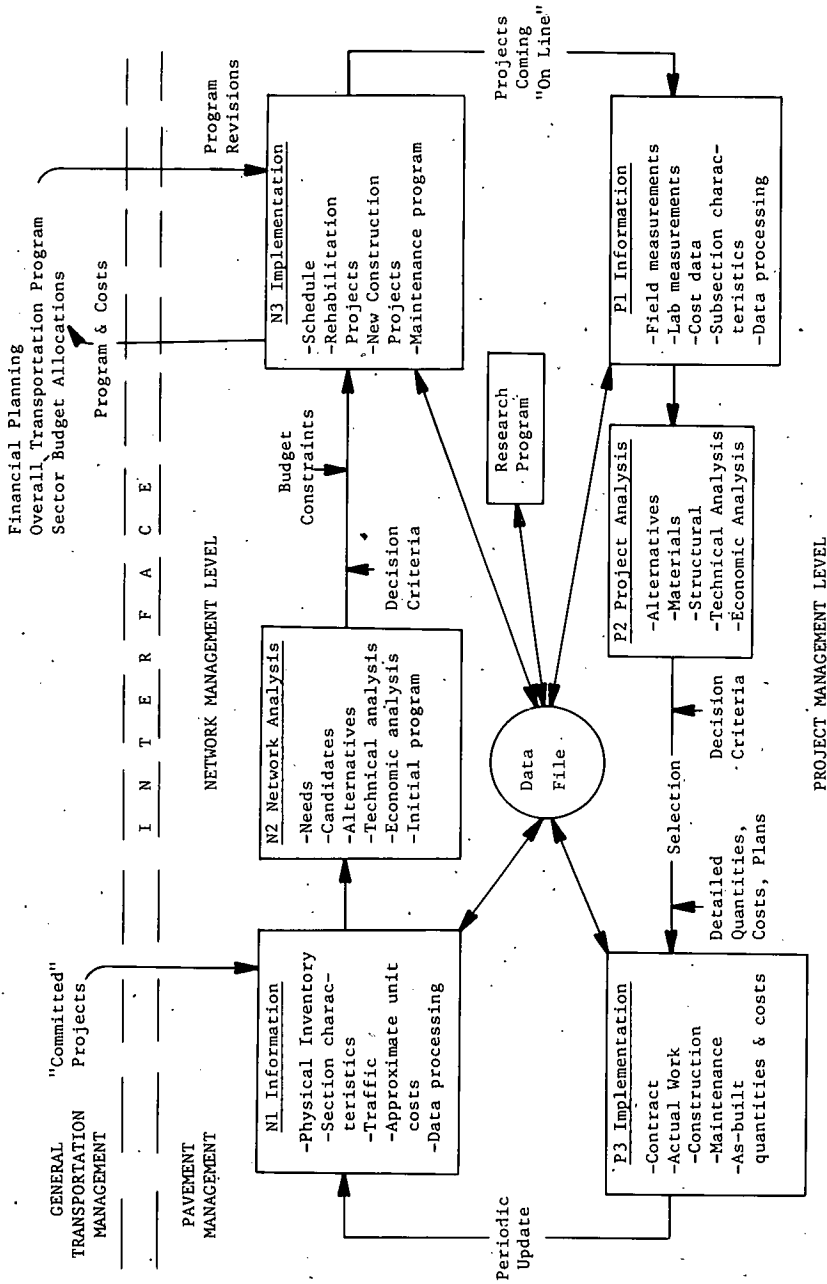 Financial Planning
Overall Transportation Program
Sector Budget Allocations
GENERAL
TRANSPORTATION
MANAGEMENT
"Committed"
Projects
Program & Costs
I N T E R F A C E
PAVEMENT
MANAGEMENT
NETWORK MANAGEMENT LEVEL
Program
Revisions
N1 Information
-Physical Inventory
-Section charac-
teristics
-Traffic
-Approximate unit
costs
-Data processing
N2 Network Analysis
-Needs
-Candidates
-Alternatives
-Technical analysis
-Economic analysis
-Initial program
Budget
Constraints
Decision
Criteria
N3 Implementation
-Schedule
-Rehabilitation
Projects
-New Construction
Projects
-Maintenance program
Periodic
Update
Data
File
Research
Program
Projects
Coming
"On Line"
P3 Implementation
-Contract
-Actual Work
-Construction
-Maintenance
-As-built
quantities & costs
Selection
Detailed
Quantities,
Costs, Plans
Decision
Criteria
P2 Project Analysis
-Alternatives
-Materials
-Structural
-Technical Analysis
-Economic Analysis
P1 Information
-Field measurements
-Lab measurements
-Cost data
-Subsection charac-
teristics
-Data processing
PROJECT MANAGEMENT LEVEL